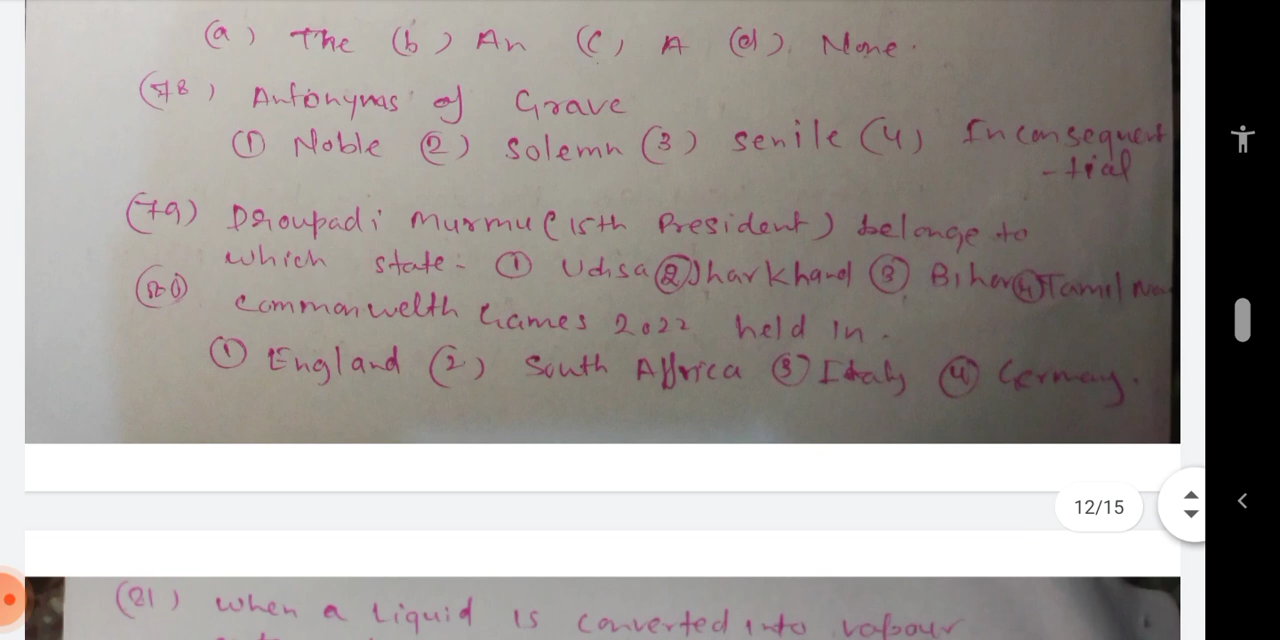 (a) The (b) An (c) A (d) None.
(78) Antonyms of Grave
(1) Noble (2) Solemn (3) Senile (4) Inconsequent
-tial
(79) Droupadi Murmu (15th President) belonge to
which state - (1) Udisa (2) Jharkhand (3) Bihar (4) Tamil Na
(80) Commonwelth Games 2022 held in.
(1) England (2) South Africa (3) Italy (4) Germany.
12/15
(81) When a Liquid is converted into vapour